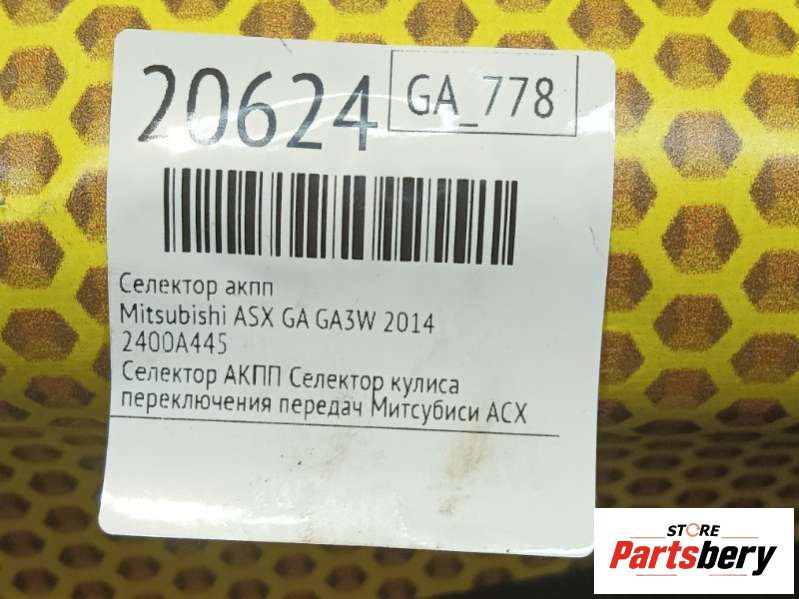 20624
GA_778
Селектор акпп
Mitsubishi ASX GA GA3W 2014
2400A445
Селектор АКПП Селектор кулиса
переключения передач Митсубиси АСХ
STORE
Partsbery